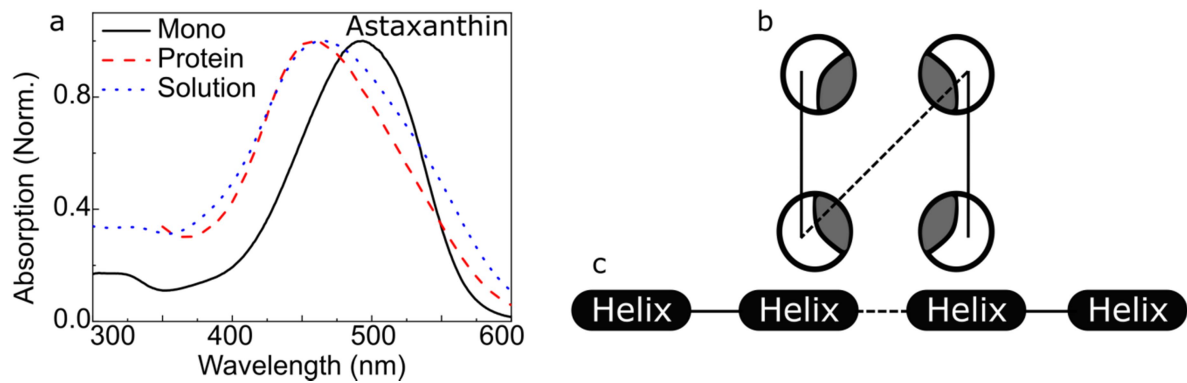 a
Astaxanthin
Mono
Protein
Solution
0.8
0.4
0.0
300
400
500
600
Absorption (Norm.)
Wavelength (nm)
b
c
Helix
Helix
Helix
Helix